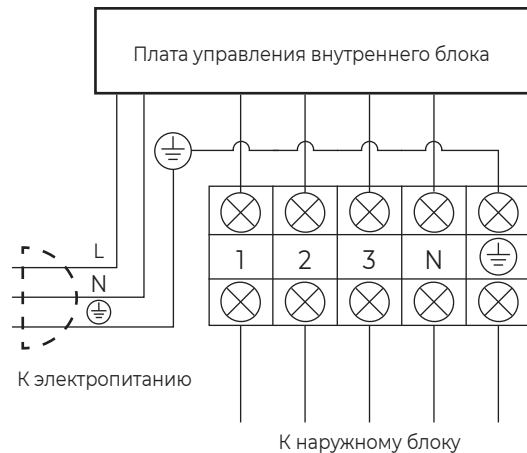 Плата управления внутреннего блока
L
N
1 2 3 N
К электропитанию
К наружному блоку